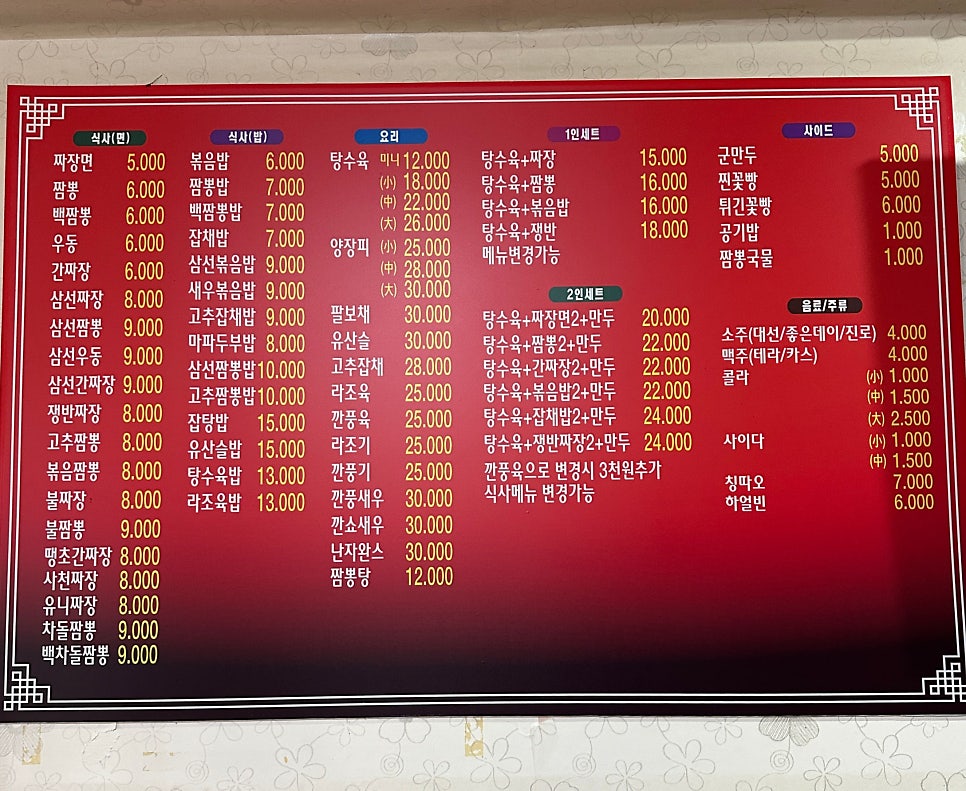 식사(면)
짜장면 5.000
짬뽕 6.000
백짬뽕 6.000
우동 6.000
간짜장 6.000
삼선짜장 8.000
삼선짬뽕 9.000
삼선우동 9.000
삼선간짜장 9.000
쟁반짜장 8.000
고추짬뽕 8.000
볶음짬뽕 8.000
불짜장 8.000
불짬뽕 9.000
땡초간짜장 8.000
사천짜장 8.000
유니짜장 8.000
차돌짬뽕 9.000
백차돌짬뽕 9.000
식사(밥)
볶음밥 6.000
짬뽕밥 7.000
백짬뽕밥 7.000
잡채밥 7.000
삼선볶음밥 9.000
새우볶음밥 9.000
고추잡채밥 9.000
마파두부밥 8.000
삼선짬뽕밥 10.000
고추짬뽕밥 10.000
잡탕밥 15.000
유산슬밥 15.000
탕수육밥 13.000
라조육밥 13.000
요리
탕수육 미니 12.000
(小) 18.000
(中) 22.000
(大) 26.000
양장피 (小) 25.000
(中) 28.000
(大) 30.000
팔보채 30.000
유산슬 30.000
고추잡채 28.000
라조육 25.000
깐풍육 25.000
라조기 25.000
깐풍기 25.000
깐풍새우 30.000
깐쇼새우 30.000
난자완스 30.000
짬뽕탕 12.000
1인세트
탕수육+짜장 15.000
탕수육+짬뽕 16.000
탕수육+볶음밥 16.000
탕수육+쟁반 18.000
메뉴변경가능
2인세트
탕수육+짜장면2+만두 20.000
탕수육+짬뽕2+만두 22.000
탕수육+간짜장2+만두 22.000
탕수육+볶음밥2+만두 22.000
탕수육+잡채밥2+만두 24.000
탕수육+쟁반짜장2+만두 24.000
깐풍육으로 변경시 3천원추가
식사메뉴 변경가능
사이드
군만두 5.000
찐꽃빵 5.000
튀긴꽃빵 6.000
공기밥 1.000
짬뽕국물 1.000
음료/주류
소주(대선/좋은데이/진로) 4.000
맥주(테라/카스) 4.000
콜라 (小) 1.000
(中) 1.500
(大) 2.500
사이다 (小) 1.000
(中) 1.500
칭따오 7.000
하얼빈 6.000